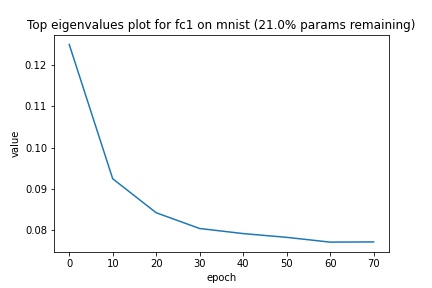 Top eigenvalues plot for fc1 on mnist (21.0% params remaining)
0.12
0.11
0.10
0.09
0.08
value
0 10 20 30 40 50 60 70
epoch